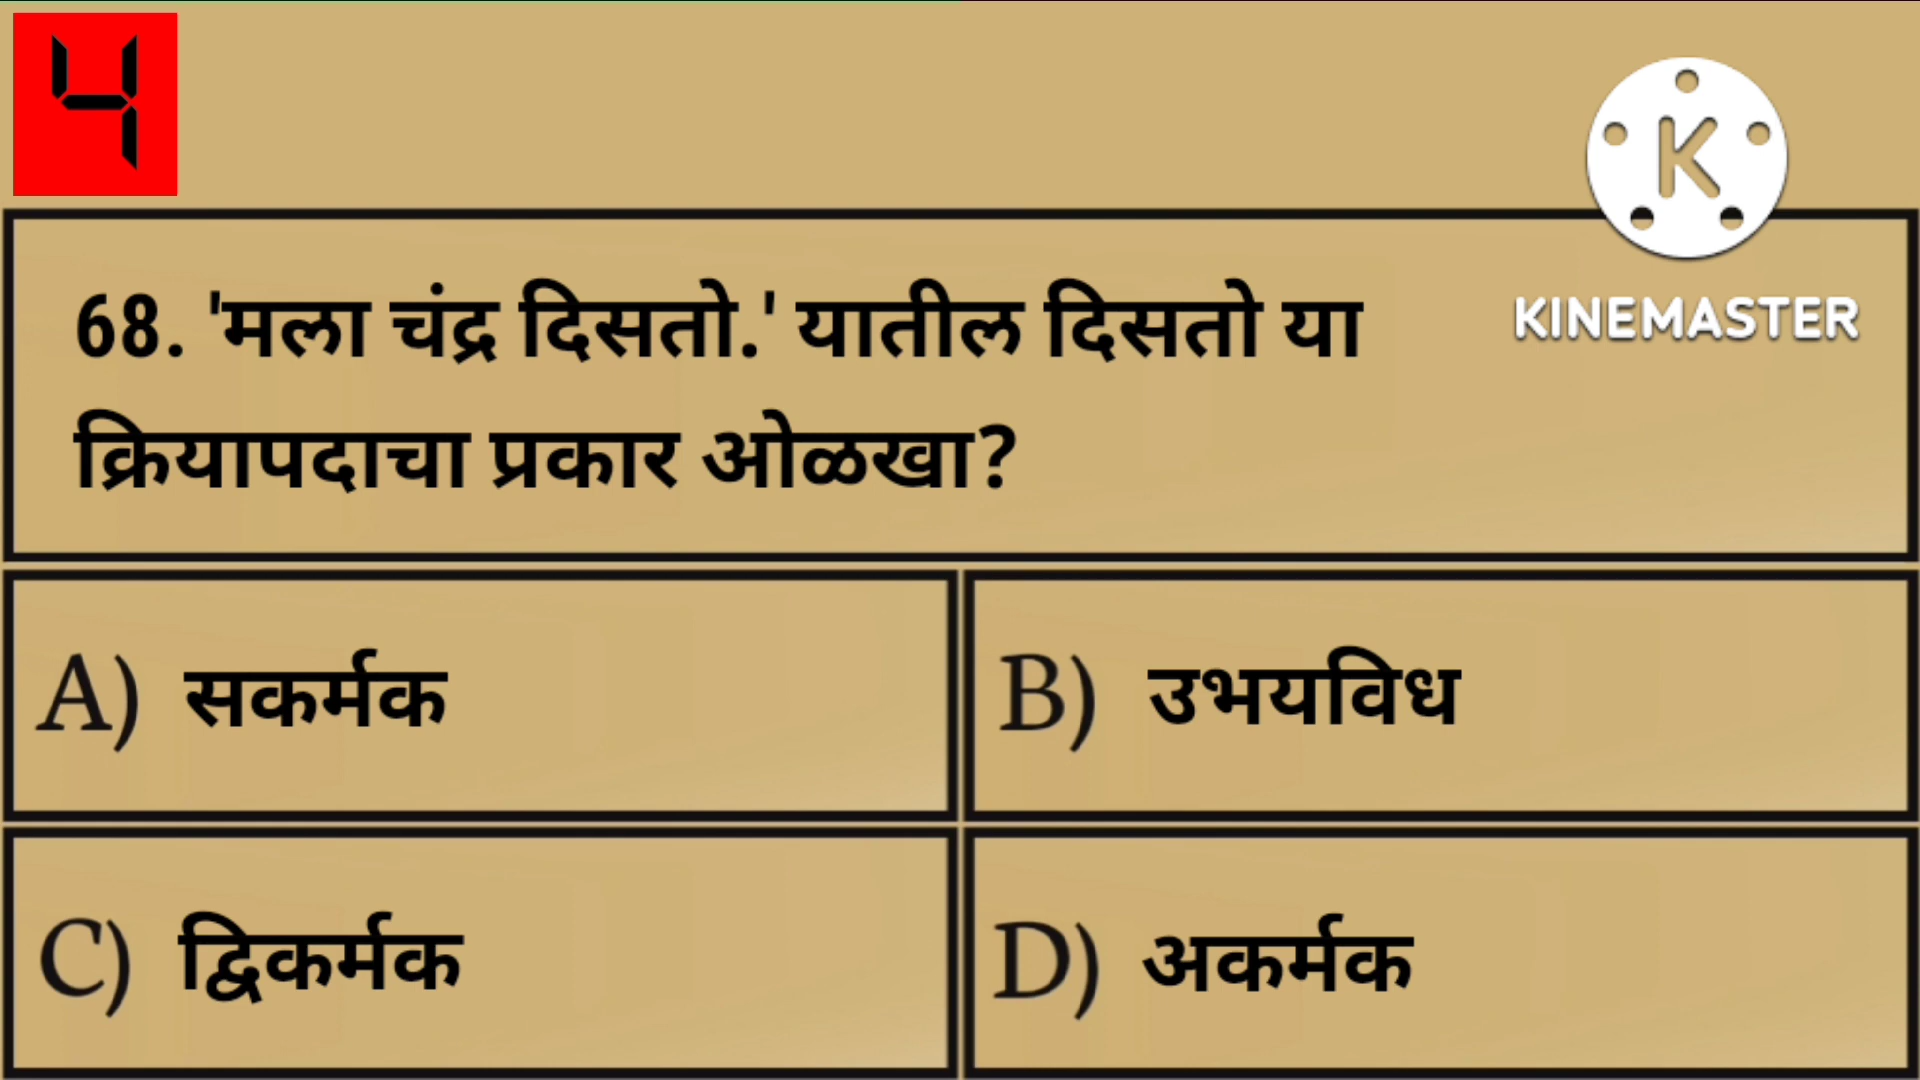 4
KINEMASTER
68. 'मला चंद्र दिसतो.' यातील दिसतो या
क्रियापदाचा प्रकार ओळखा?
A) सकर्मक
B) उभयविध
C) द्विकर्मक
D) अकर्मक